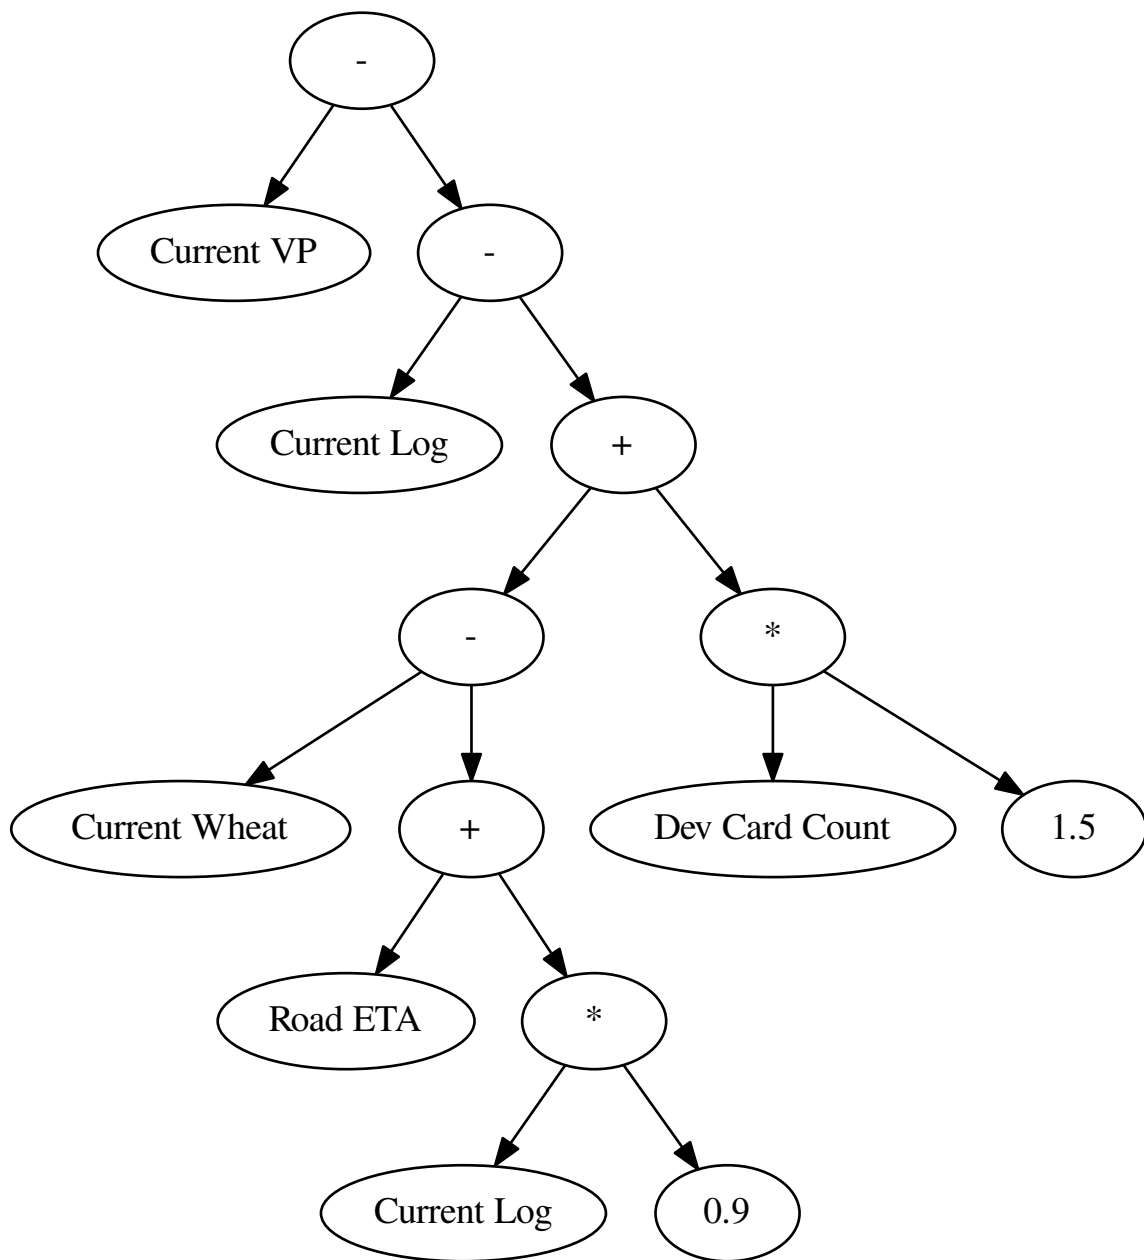 -
Current VP
-
Current Log
+
-
*
Current Wheat
+
Dev Card Count
1.5
Road ETA
*
Current Log
0.9